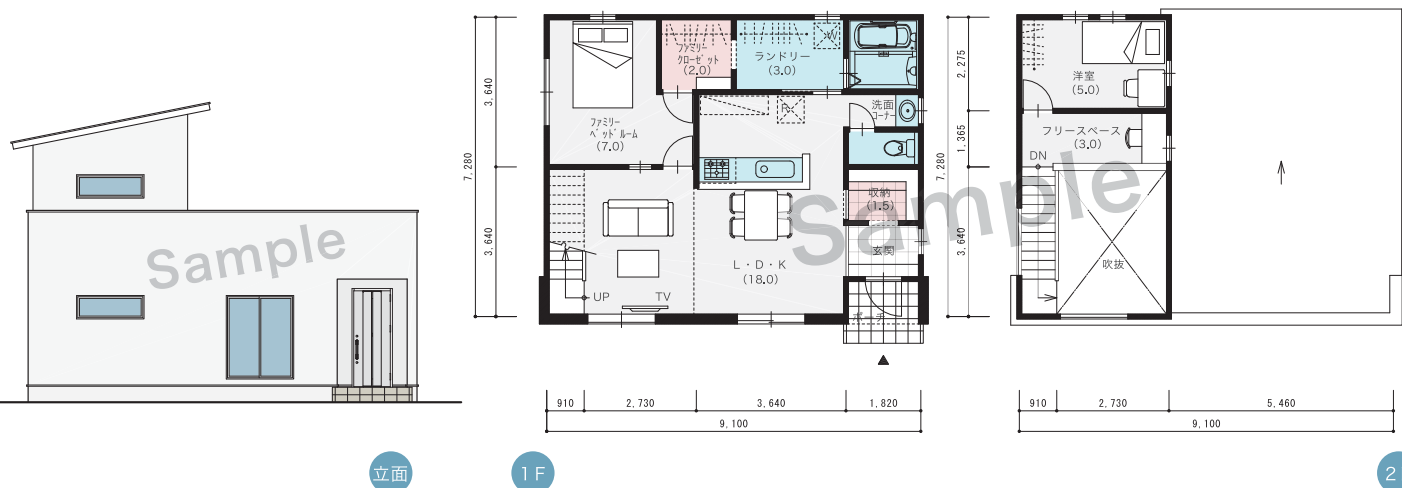 Sample
立面
7,280
3,640
3,640
ファミリー
クローゼット
(2.0)
ランドリー
(3.0)
W
ファミリー
ベッドルーム
(7.0)
R
洗面
コーナー
収納
(1.5)
玄関
L・D・K
(18.0)
UP
TV
ポーチ
Sample
910
2,730
3,640
1,820
9,100
1F
7,280
2,275
1,365
3,640
洋室
(5.0)
フリースペース
(3.0)
DN
吹抜
910
2,730
5,460
9,100
2